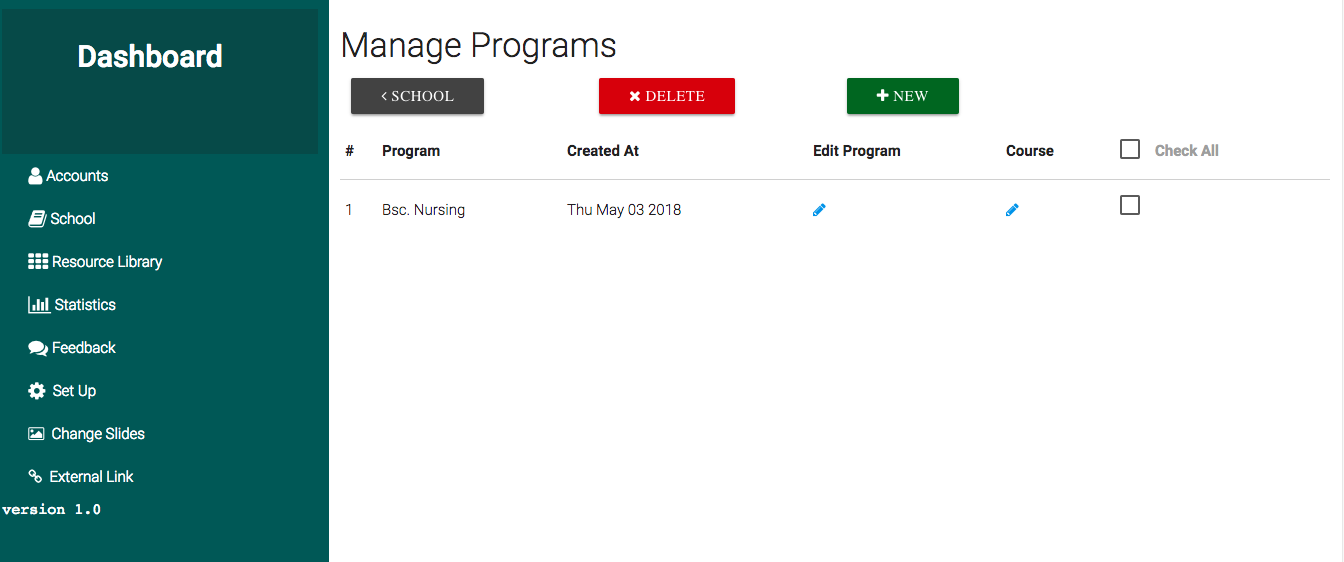 Dashboard
Accounts
School
Resource Library
Statistics
Feedback
Set Up
Change Slides
External Link
version 1.0
Manage Programs
SCHOOL DELETE NEW
# Program Created At Edit Program Course Check All
1 Bsc. Nursing Thu May 03 2018